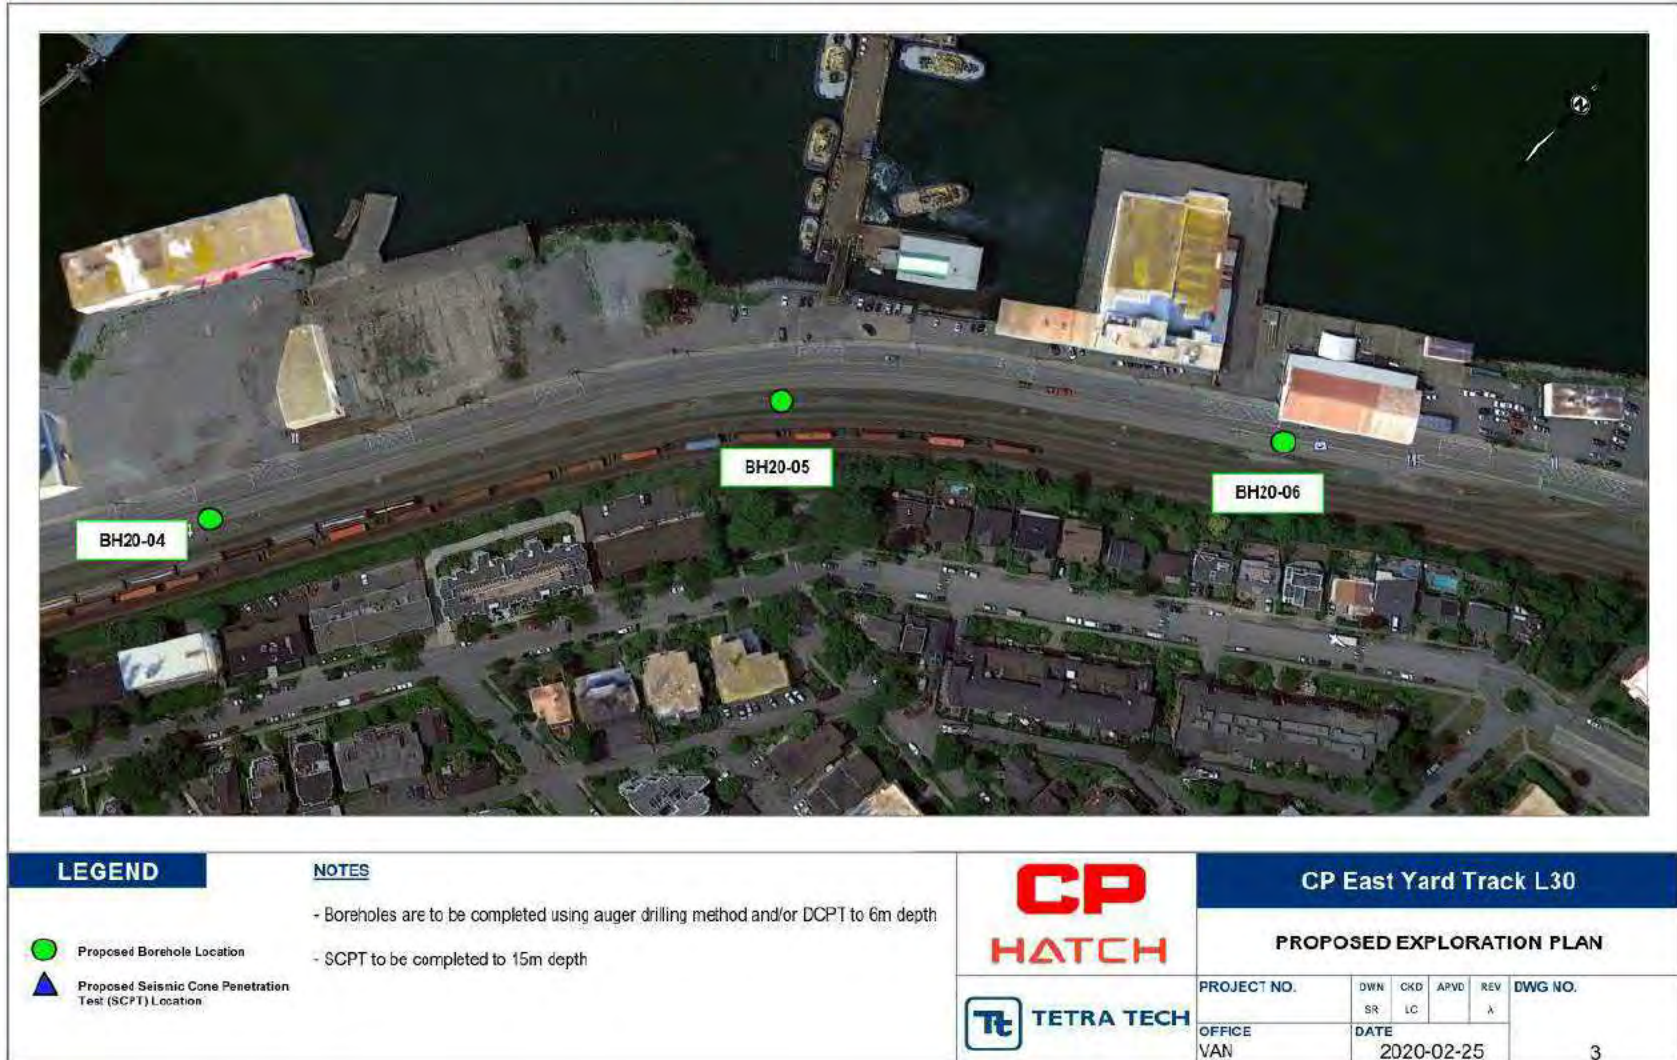 BH20-04
BH20-05
BH20-06
LEGEND
Proposed Borehole Location
Proposed Seismic Cone Penetration
Test (SCPT) Location
NOTES
- Boreholes are to be completed using auger drilling method and/or DCPT to 6m depth
- SCPT to be completed to 15m depth
CP
HATCH
Tt TETRA TECH
CP East Yard Track L30
PROPOSED EXPLORATION PLAN
PROJECT NO.
DWN CKD APVD REV
SR LC A
DWG NO.
3
OFFICE
VAN
DATE
2020-02-25